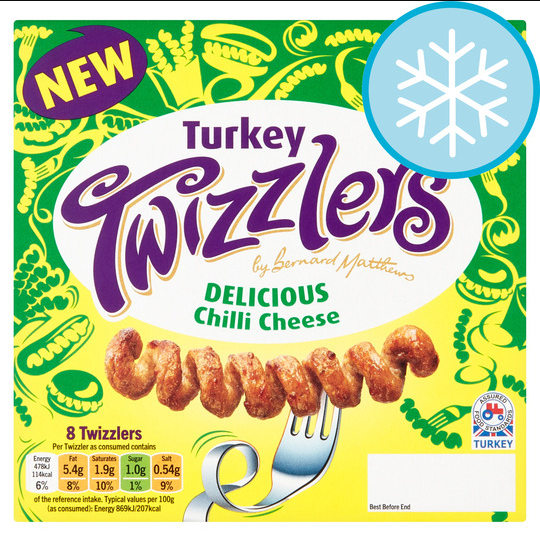 NEW
Turkey
Twizzlers
by Bernard Matthews
DELICIOUS
Chilli Cheese
8 Twizzlers
Per Twizzler as consumed contains
Energy 478kJ 114kcal 6%
Fat 5.4g 8%
Saturates 1.9g 10%
Sugar 1.0g 1%
Salt 0.54g 9%
of the reference intake. Typical values per 100g
(as consumed): Energy 869kJ/207kcal
ASSURED
FOOD STANDARDS
TURKEY
Best Before End